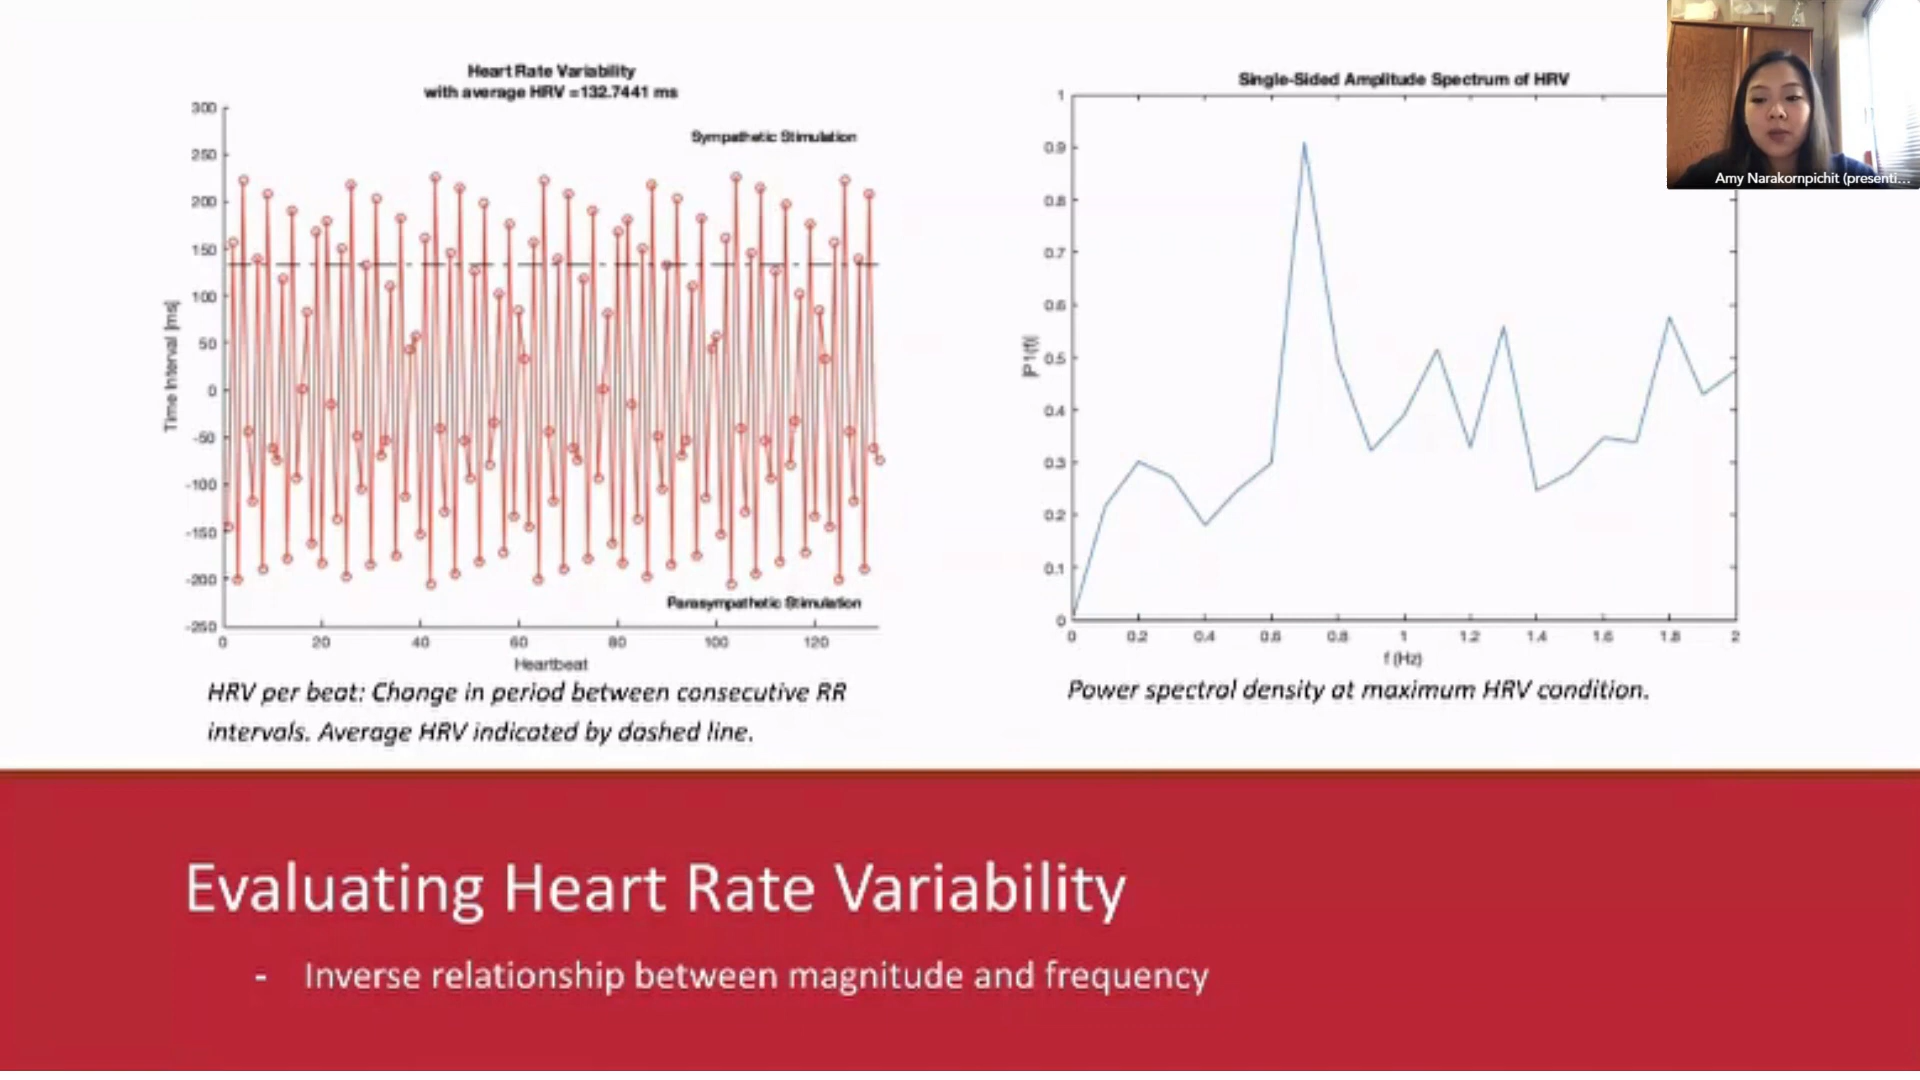 Heart Rate Variability
with average HRV =132.7441 ms
Sympathetic Stimulation
300
250
200
150
100
50
0
-50
-100
-150
-200
-250
Time Interval [ms]
Parasympathetic Stimulation
0 20 40 60 80 100 120
Heartbeat
HRV per beat: Change in period between consecutive RR
intervals. Average HRV indicated by dashed line.
Single-Sided Amplitude Spectrum of HRV
1
0.9
0.8
0.7
0.6
0.5
0.4
0.3
0.2
0.1
0
|P1(f)|
0 0.2 0.4 0.6 0.8 1 1.2 1.4 1.6 1.8 2
f (Hz)
Power spectral density at maximum HRV condition.
Amy Narakornpichit (presenti...
Evaluating Heart Rate Variability
- Inverse relationship between magnitude and frequency